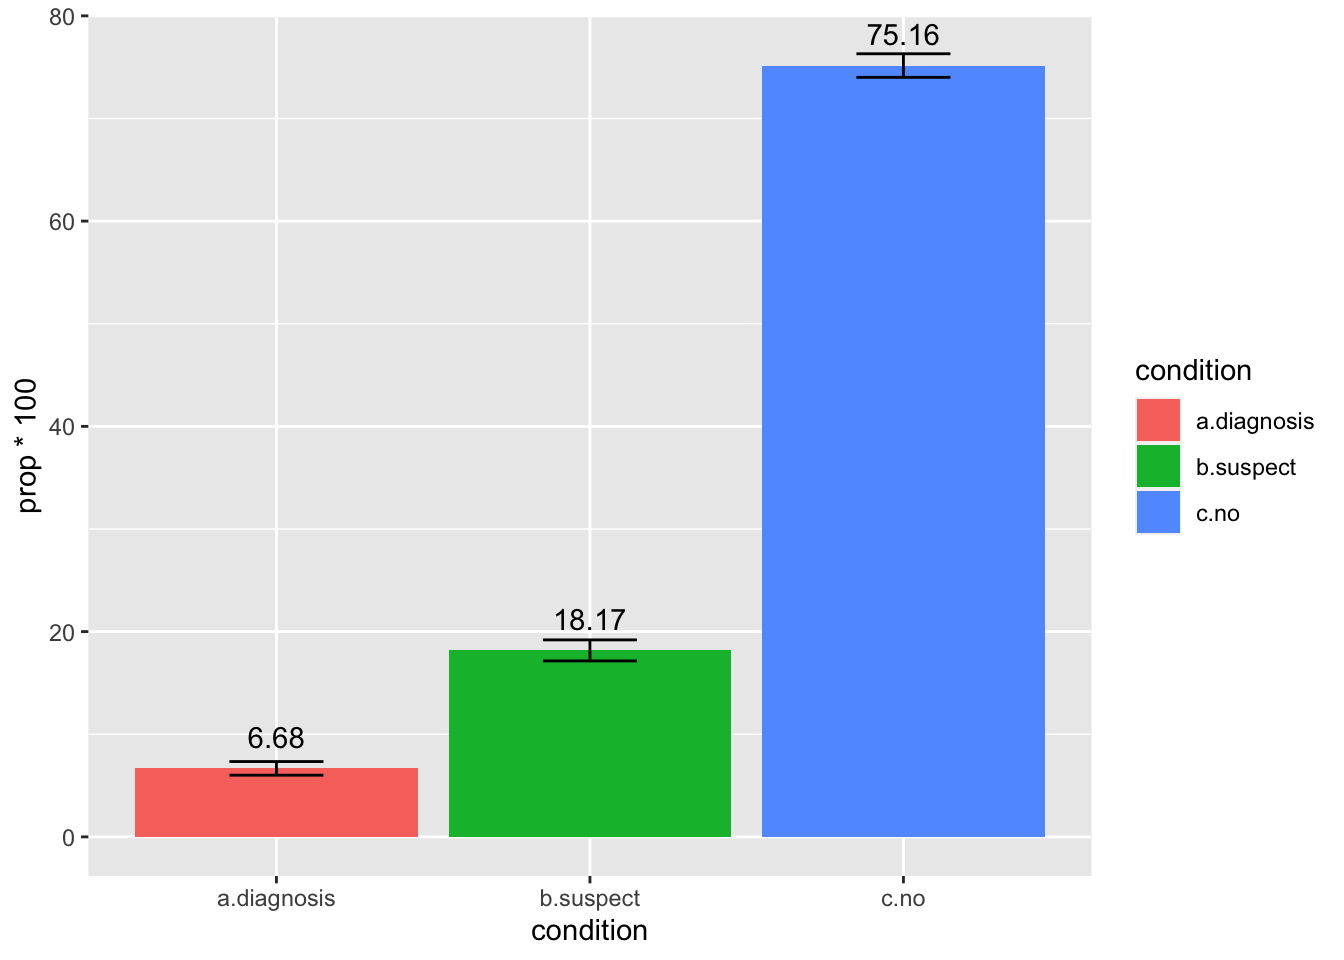 80
60
40
20
0
prop * 100
75.16
18.17
6.68
a.diagnosis
b.suspect
c.no
condition
condition
a.diagnosis
b.suspect
c.no